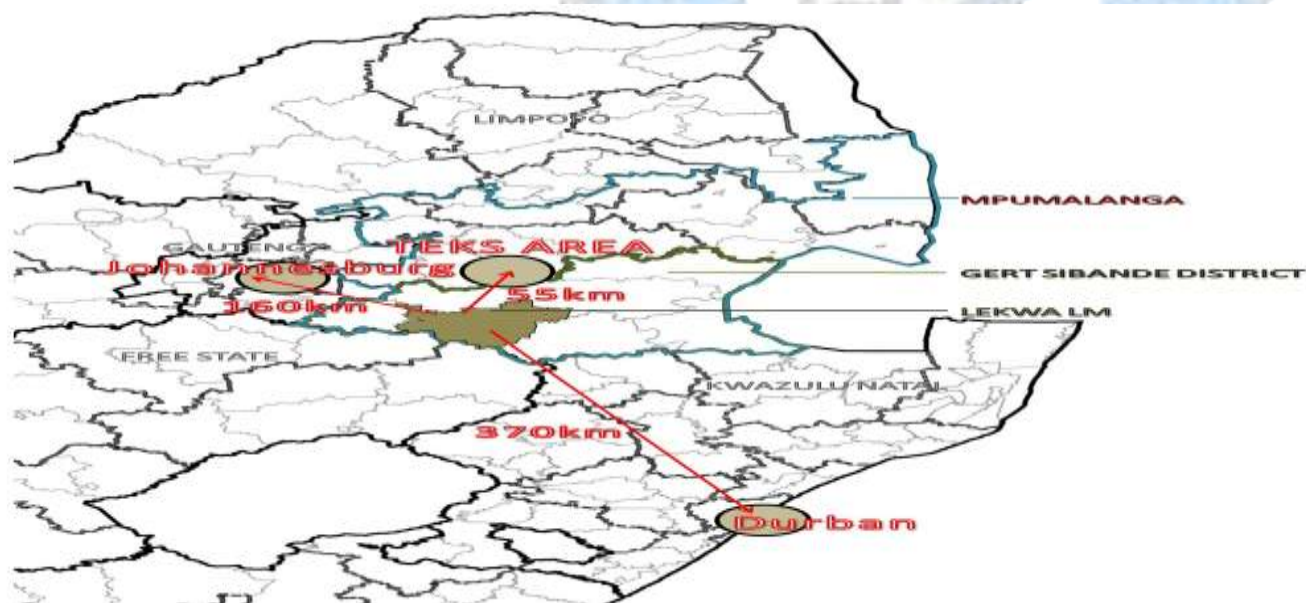 LIMPOPO
MPUMALANGA
GAUTENG
TEKS AREA
Johannesburg
GERT SIBANDE DISTRICT
55km
160km
LEKWA LM
FREE STATE
KWAZULU NATAL
370km
Durban